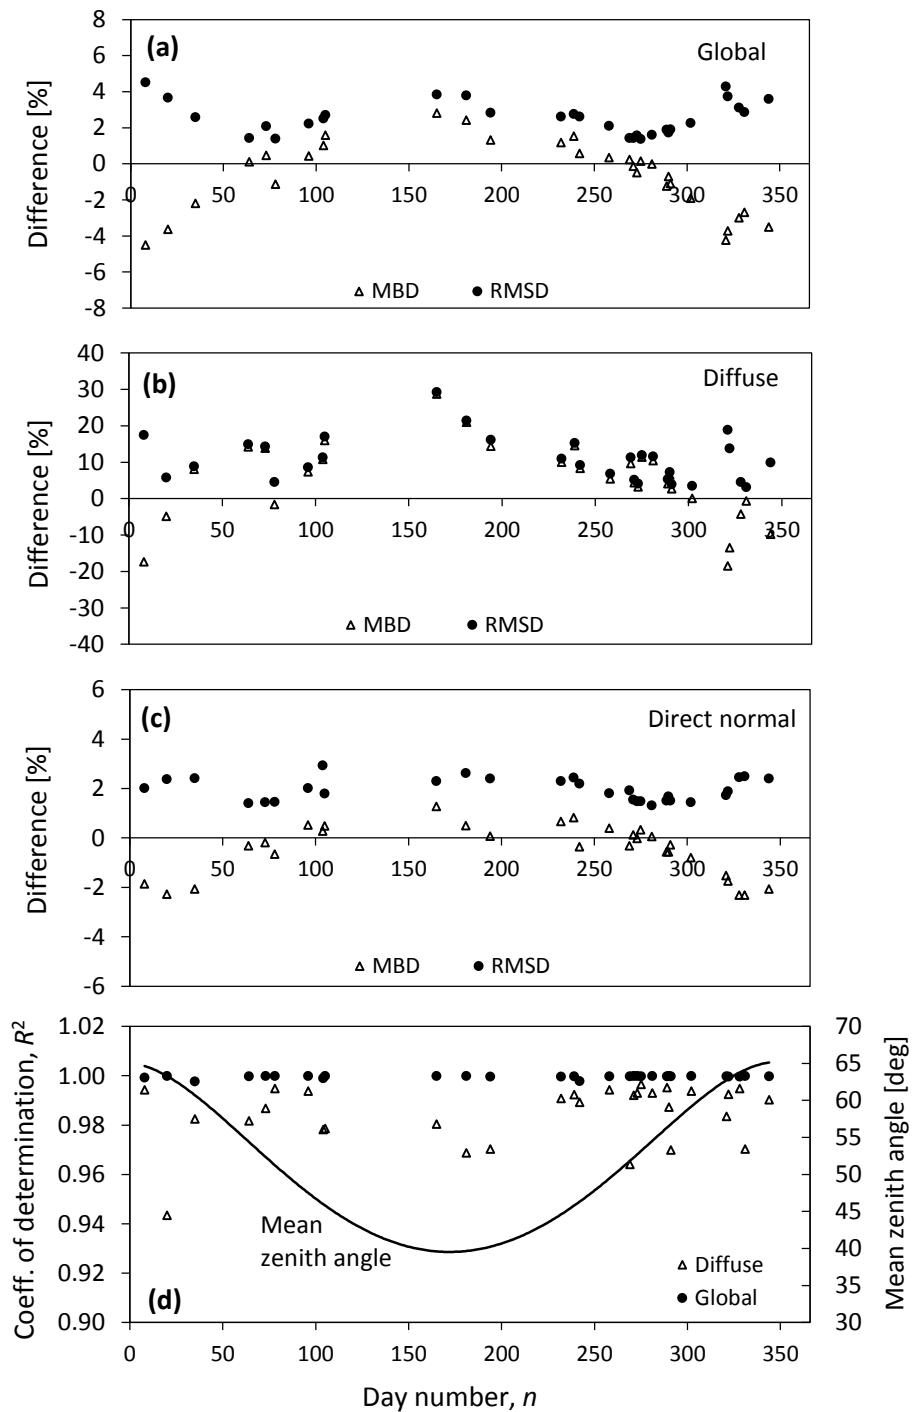 8
6
4
2
0
-2
-4
-6
-8
Difference [%]
(a)
Global
0 50 100 150 200 250 300 350
MBD RMSD
40
30
20
10
0
-10
-20
-30
-40
Difference [%]
(b)
Diffuse
0 50 100 150 200 250 300 350
MBD RMSD
6
4
2
0
-2
-4
-6
Difference [%]
(c)
Direct normal
0 50 100 150 200 250 300 350
MBD RMSD
1.02
1.00
0.98
0.96
0.94
0.92
0.90
Coeff. of determination, R²
70
65
60
55
50
45
40
35
30
Mean zenith angle [deg]
Mean
zenith angle
Diffuse
Global
(d)
0 50 100 150 200 250 300 350
Day number, n